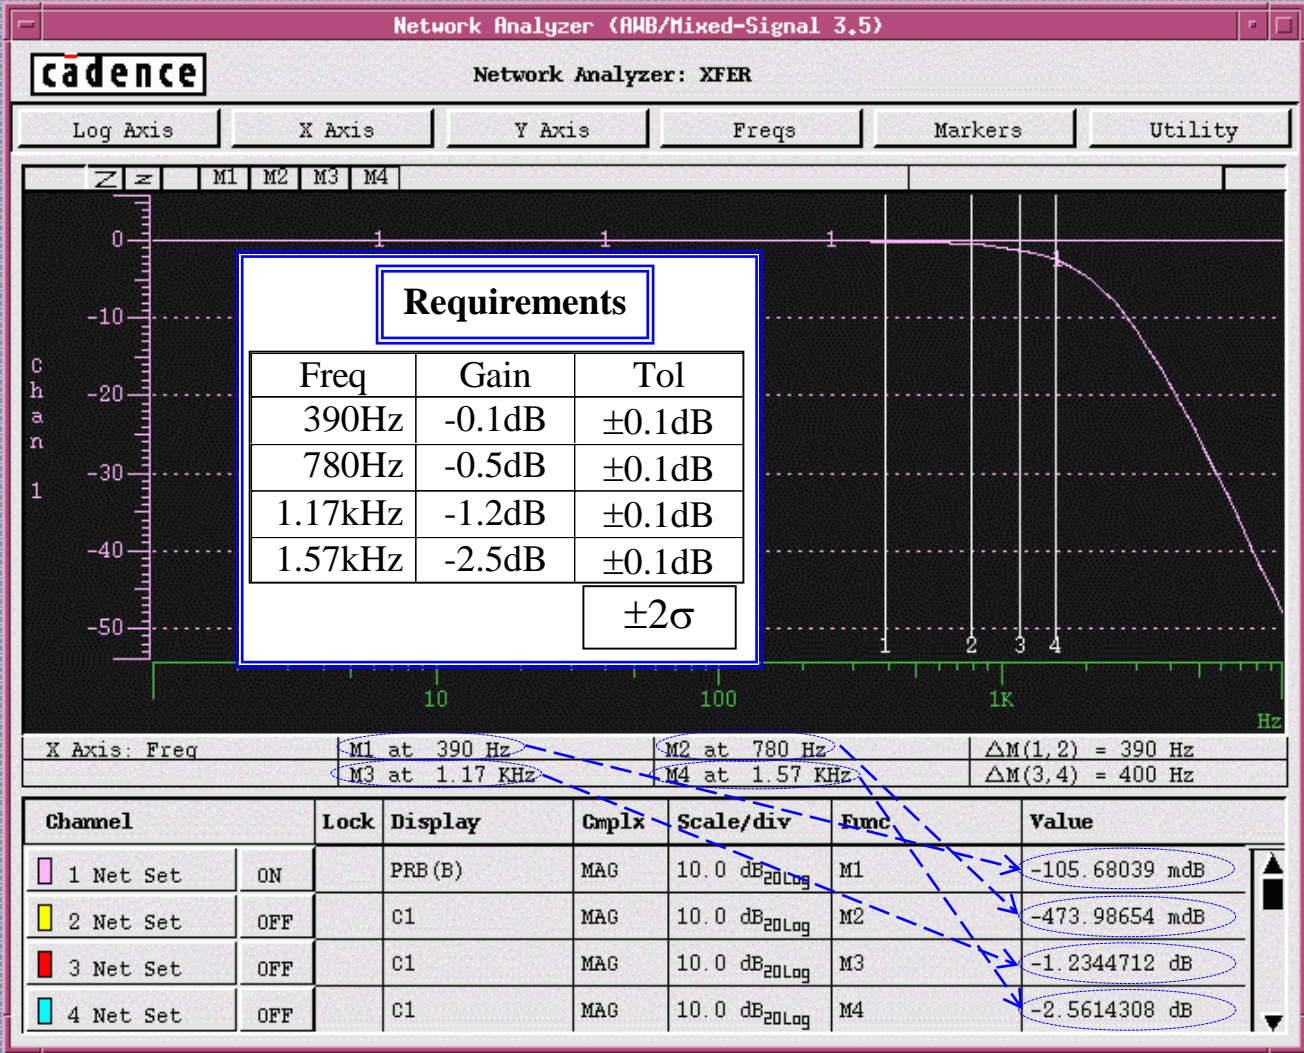 Network Analyzer (AWB/Mixed-Signal 3.5)
cādence
Network Analyzer: XFER
Log Axis X Axis Y Axis Freqs Markers Utility
Z z M1 M2 M3 M4
0
-10
-20
-30
-40
-50
Chan 1
1 1 1 1
Requirements
Freq Gain Tol
390Hz -0.1dB ±0.1dB
780Hz -0.5dB ±0.1dB
1.17kHz -1.2dB ±0.1dB
1.57kHz -2.5dB ±0.1dB
±2σ
1 2 3 4
10 100 1K
Hz
X Axis: Freq M1 at 390 Hz M2 at 780 Hz △M(1,2) = 390 Hz
M3 at 1.17 KHz M4 at 1.57 KHz △M(3,4) = 400 Hz
Channel Lock Display Cmplx Scale/div Func Value
1 Net Set ON PRB(B) MAG 10.0 dB20Log M1 -105.68039 mdB
2 Net Set OFF C1 MAG 10.0 dB20Log M2 -473.98654 mdB
3 Net Set OFF C1 MAG 10.0 dB20Log M3 -1.2344712 dB
4 Net Set OFF C1 MAG 10.0 dB20Log M4 -2.5614308 dB